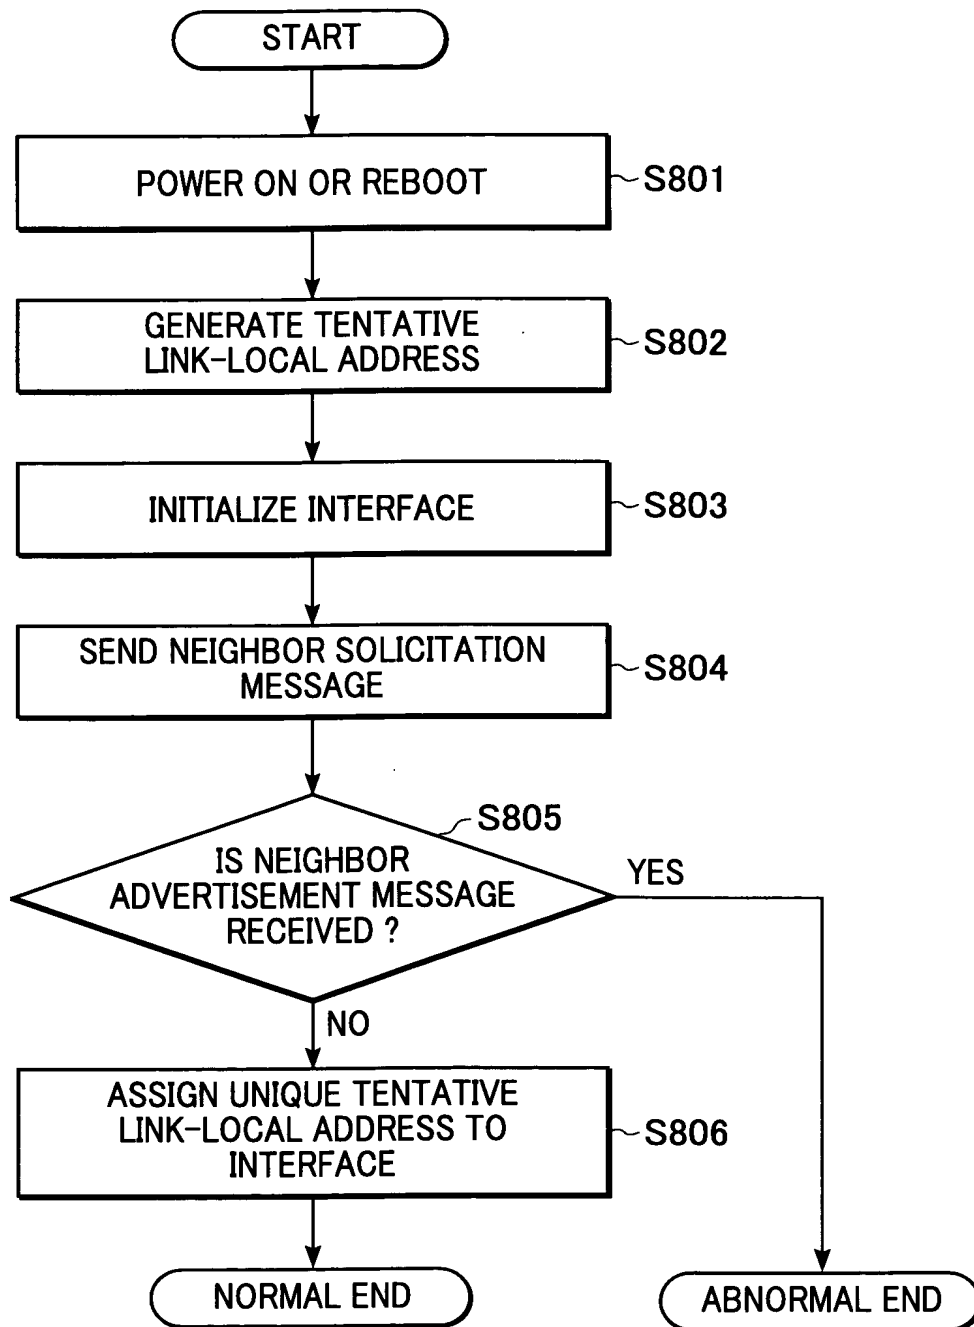 START
POWER ON OR REBOOT
S801
GENERATE TENTATIVE
LINK-LOCAL ADDRESS
S802
INITIALIZE INTERFACE
S803
SEND NEIGHBOR SOLICITATION
MESSAGE
S804
S805
IS NEIGHBOR
ADVERTISEMENT MESSAGE
RECEIVED ?
YES
NO
ASSIGN UNIQUE TENTATIVE
LINK-LOCAL ADDRESS TO
INTERFACE
S806
NORMAL END
ABNORMAL END